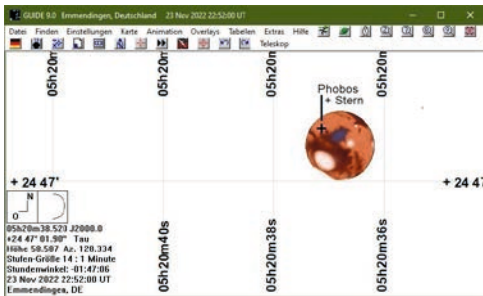 GUIDE 9.0 Emmendingen, Deutschland 23 Nov 2022 22:52:00 UT
Datei Finden Einstellungen Karte Animation Overlays Tabelen Extras Hilfe
Teleskop
05h20m
05h20m
05h20m
Phobos
+ Stern
+ 24 47'
+ 24 47
N
O
05h20m40s
05h20m38s
05h20m36s
05h20m38.523 J2000.0
+24 47' 01.90" Tau
Höhe 58.587 Az. 120.334
Stufen-Größe 14 : 1 Minute
Stundenwinkel: -01:47:06
23 Nov 2022 22:52:00 UT
Emmendingen, DE